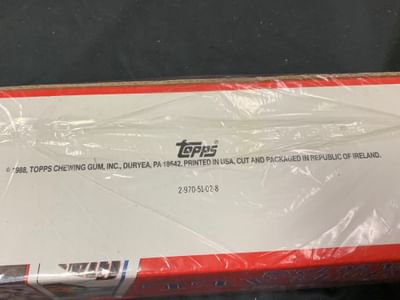 Topps
© 1988, TOPPS CHEWING GUM, INC., DURYEA, PA 18642. PRINTED IN USA, CUT AND PACKAGED IN REPUBLIC OF IRELAND.
2-970-51-07-8